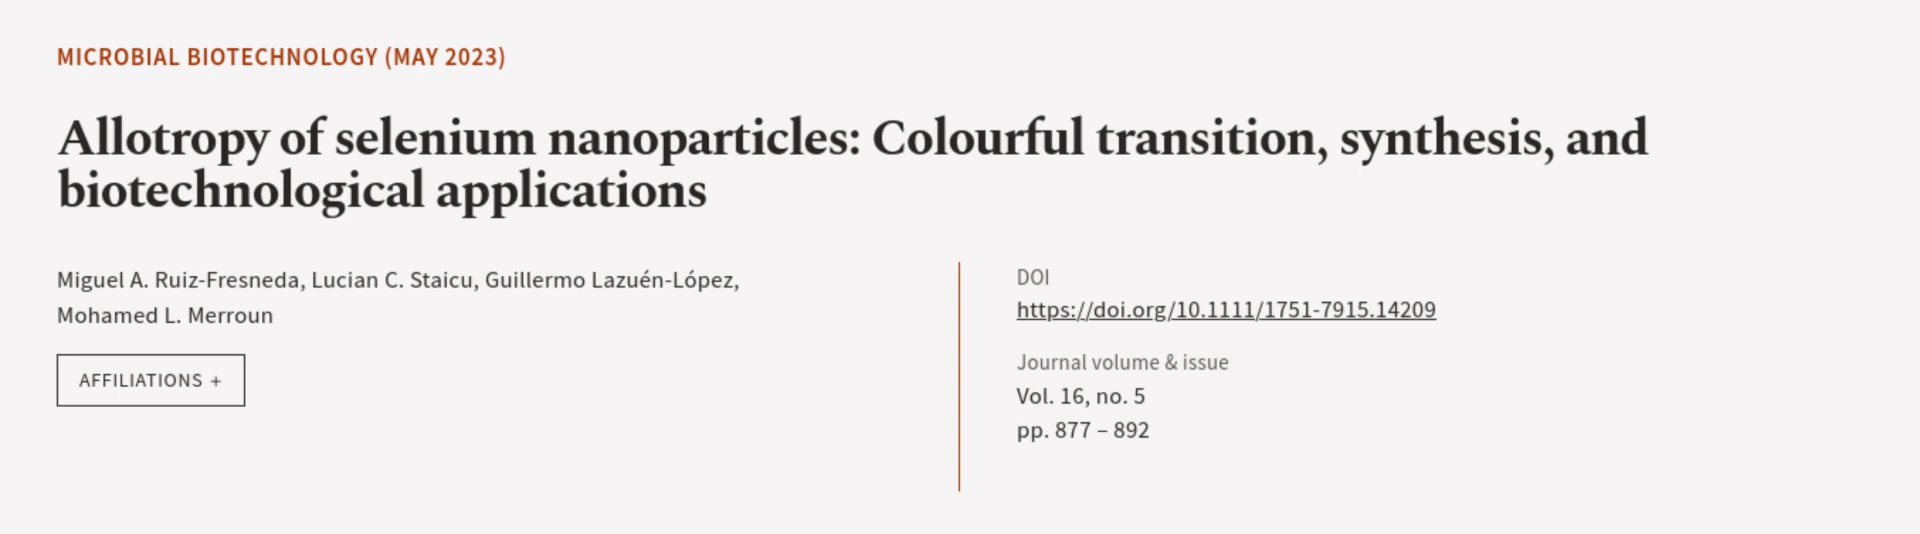 MICROBIAL BIOTECHNOLOGY (MAY 2023)
Allotropy of selenium nanoparticles: Colourful transition, synthesis, and
biotechnological applications
Miguel A. Ruiz-Fresneda, Lucian C. Staicu, Guillermo Lazuén-López,
Mohamed L. Merroun
AFFILIATIONS +
DOI
https://doi.org/10.1111/1751-7915.14209
Journal volume & issue
Vol. 16, no. 5
pp. 877 – 892